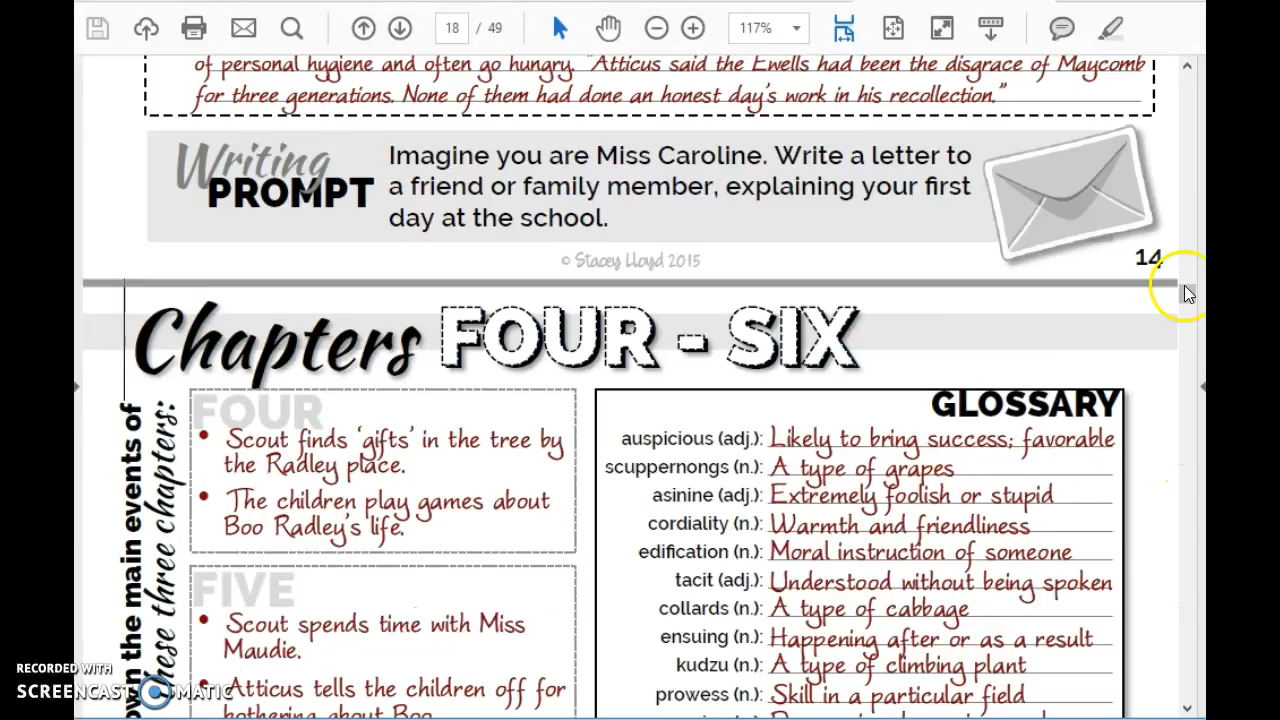 18 / 49
117%
of personal hygiene and often go hungry. “Atticus said the Ewells had been the disgrace of Maycomb
for three generations. None of them had done an honest day’s work in his recollection.”
Writing
PROMPT
Imagine you are Miss Caroline. Write a letter to
a friend or family member, explaining your first
day at the school.
© Stacey Lloyd 2015
14
Chapters FOUR - SIX
own the main events of
these three chapters:
FOUR
• Scout finds ‘gifts’ in the tree by
the Radley place.
• The children play games about
Boo Radley’s life.
FIVE
• Scout spends time with Miss
Maudie.
• Atticus tells the children off for
bothering about Boo.
GLOSSARY
auspicious (adj.): Likely to bring success; favorable
scuppernongs (n.): A type of grapes
asinine (adj.): Extremely foolish or stupid
cordiality (n.): Warmth and friendliness
edification (n.): Moral instruction of someone
tacit (adj.): Understood without being spoken
collards (n.): A type of cabbage
ensuing (n.): Happening after or as a result
kudzu (n.): A type of climbing plant
prowess (n.): Skill in a particular field
RECORDED WITH
SCREENCAST-O-MATIC